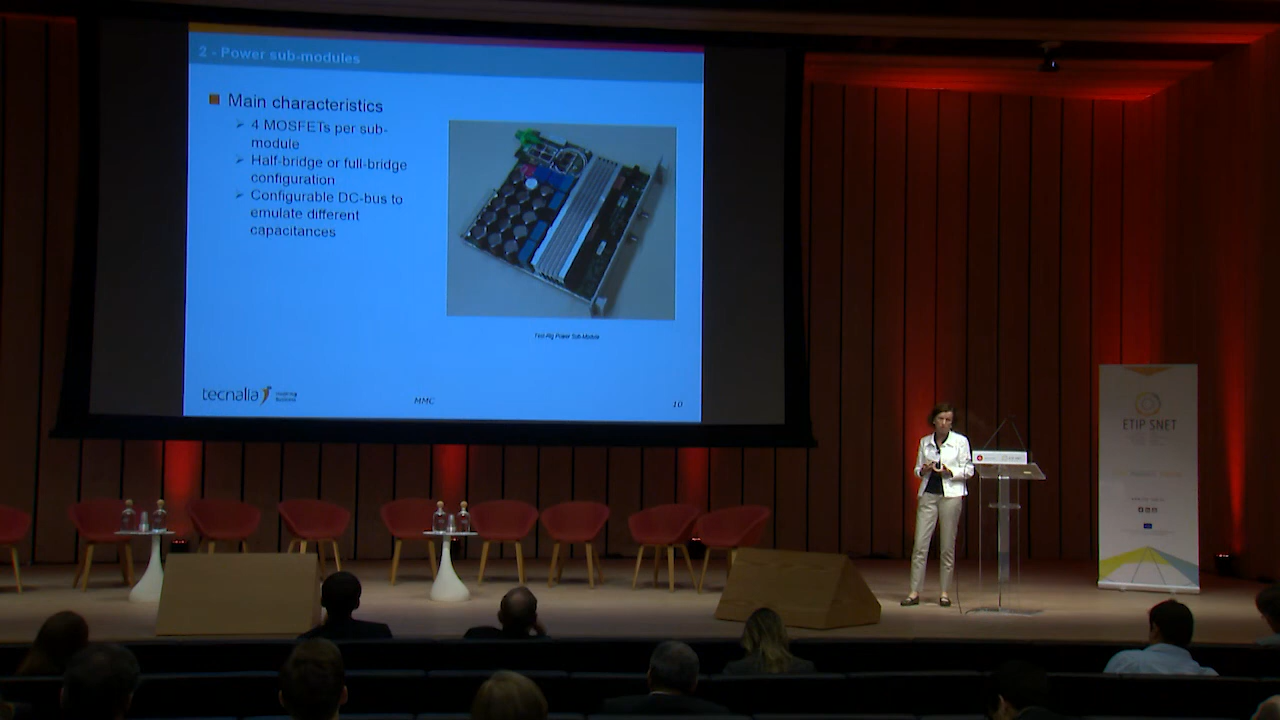 2 - Power sub-modules
Main characteristics
4 MOSFETs per sub-
module
Half-bridge or full-bridge
configuration
Configurable DC-bus to
emulate different
capacitances
Test-Rig Power Sub-Module
tecnalia
MMC
10
ETIP SNET